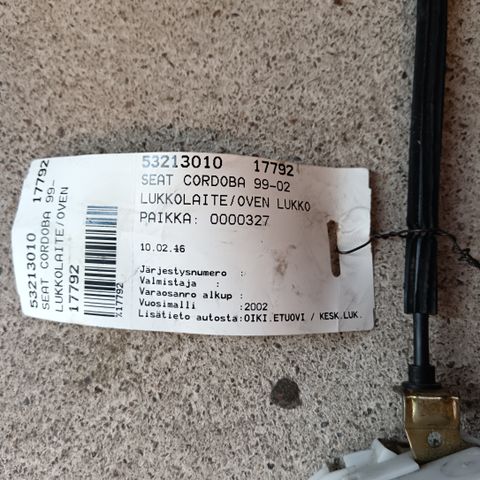 53213010 17792
SEAT CORDOBA 99-02
LUKKOLAITE/OVEN LUKKO
PAIKKA: 0000327
10.02.16
Järjestysnumero :
Valmistaja :
Varaosanro alkup :
Vuosimalli :2002
Lisätieto autosta:OIKI.ETUOVI / KESK.LUK.
53213010 17792
SEAT CORDOBA 99-
LUKKOLAITE/OVEN
17792